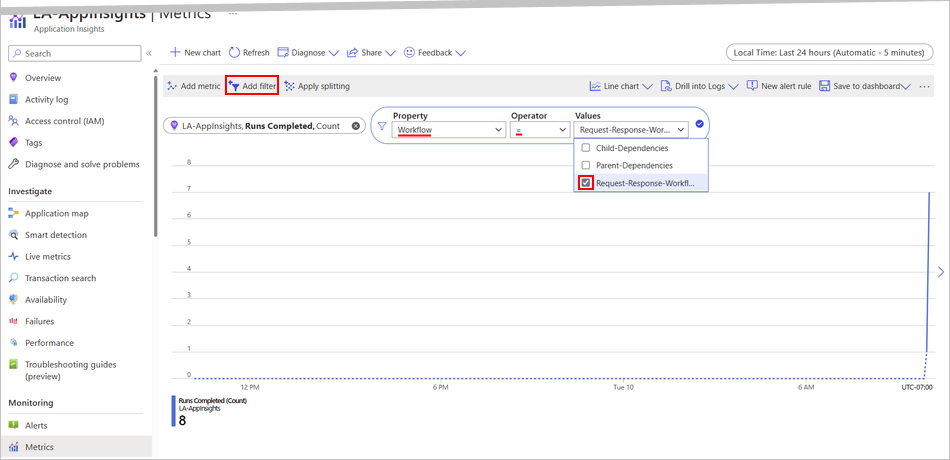 LA-AppInsights | Metrics ...
Application Insights
Search «
Overview
Activity log
Access control (IAM)
Tags
Diagnose and solve problems
Investigate
Application map
Smart detection
Live metrics
Transaction search
Availability
Failures
Performance
Troubleshooting guides
(preview)
Monitoring
Alerts
Metrics
New chart Refresh Diagnose Share Feedback
Local Time: Last 24 hours (Automatic - 5 minutes)
Add metric Add filter Apply splitting Line chart Drill into Logs New alert rule Save to dashboard ...
LA-AppInsights, Runs Completed, Count
Property Operator Values
Workflow = Request-Response-Wor...
Child-Dependencies
Parent-Dependencies
Request-Response-Workfl...
8
7
6
5
4
3
2
1
0
12 PM 6 PM Tue 10 6 AM UTC-07:00
Runs Completed (Count)
LA-AppInsights
8